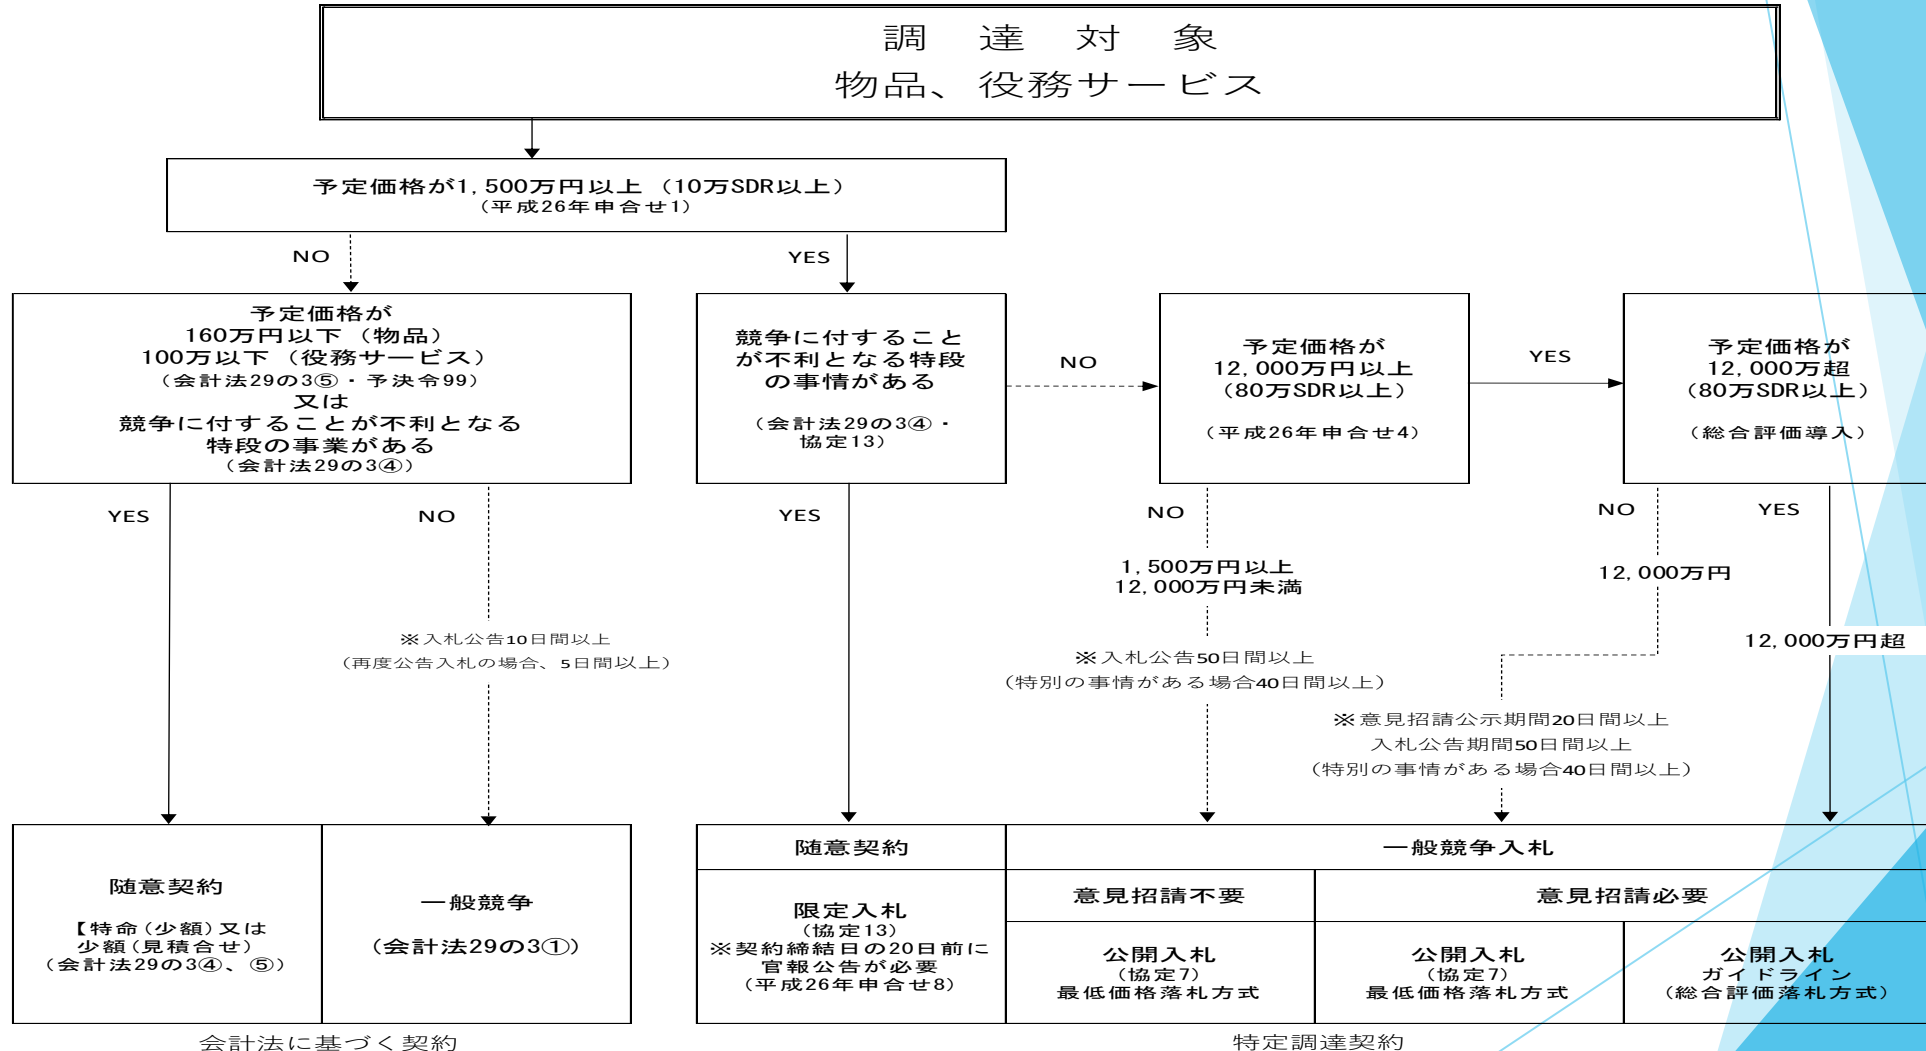 調 達 対 象
物品、役務サービス
予定価格が1,500万円以上（10万SDR以上）
（平成26年申合せ1）
NO
YES
予定価格が
160万円以下（物品）
100万以下（役務サービス）
（会計法29の3⑤・予決令99）
又は
競争に付することが不利となる
特段の事業がある
（会計法29の3④）
競争に付すること
が不利となる特段
の事情がある
（会計法29の3④・
協定13）
NO
予定価格が
12,000万円以上
（80万SDR以上）
（平成26年申合せ4）
YES
予定価格が
12,000万超
（80万SDR以上）
（総合評価導入）
YES
NO
YES
NO
NO
YES
1,500万円以上
12,000万円未満
12,000万円
12,000万円超
※入札公告10日間以上
（再度公告入札の場合、5日間以上）
※入札公告50日間以上
（特別の事情がある場合40日間以上）
※意見招請公示期間20日間以上
入札公告期間50日間以上
（特別の事情がある場合40日間以上）
随意契約
【特命（少額）又は
少額（見積合せ）
（会計法29の3④、⑤）
一般競争
（会計法29の3①）
随意契約
限定入札
（協定13）
※契約締結日の20日前に
官報公告が必要
（平成26年申合せ8）
一般競争入札
意見招請不要
意見招請必要
公開入札
（協定7）
最低価格落札方式
公開入札
（協定7）
最低価格落札方式
公開入札
ガイドライン
（総合評価落札方式）
会計法に基づく契約
特定調達契約